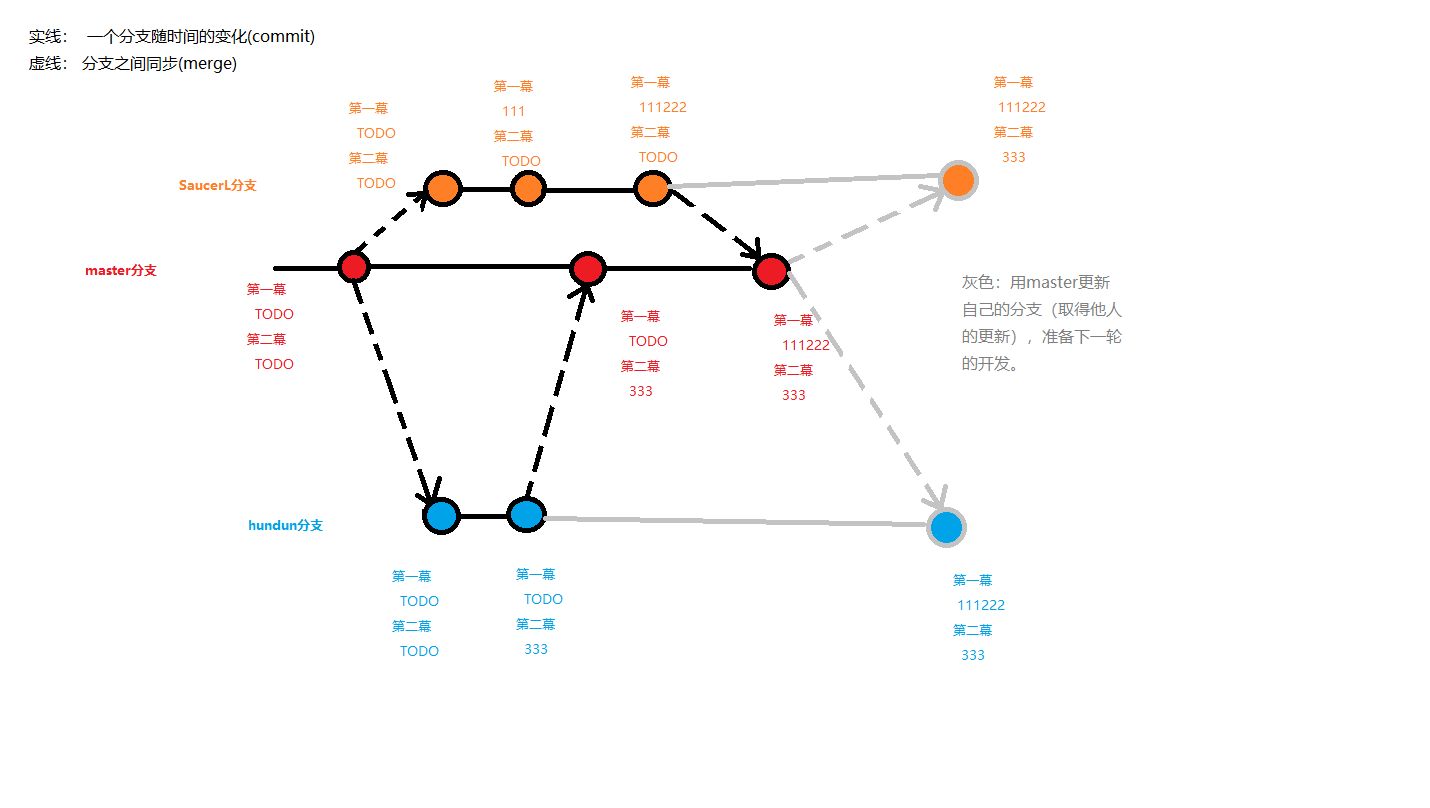 实线： 一个分支随时间的变化(commit)
虚线： 分支之间同步(merge)
第一幕
TODO
第二幕
TODO
第一幕
111
第二幕
TODO
第一幕
111222
第二幕
TODO
第一幕
111222
第二幕
333
SaucerL分支
master分支
第一幕
TODO
第二幕
TODO
第一幕
TODO
第二幕
333
第一幕
111222
第二幕
333
灰色：用master更新
自己的分支（取得他人
的更新），准备下一轮
的开发。
hundun分支
第一幕
TODO
第二幕
TODO
第一幕
TODO
第二幕
333
第一幕
111222
第二幕
333